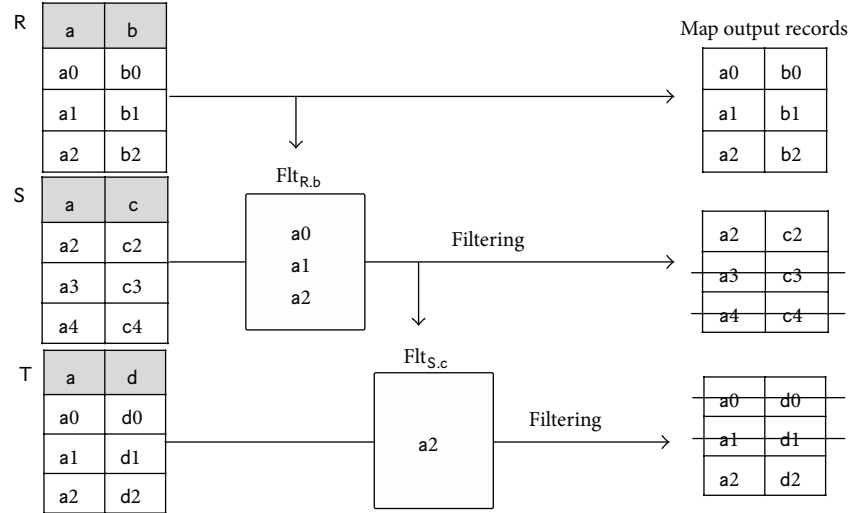 R
a b
a0 b0
a1 b1
a2 b2
Map output records
a0 b0
a1 b1
a2 b2
Flt R.b
a0
a1
a2
S
a c
a2 c2
a3 c3
a4 c4
Filtering
a2 c2
a3 c3
a4 c4
Flt S.c
a2
T
a d
a0 d0
a1 d1
a2 d2
Filtering
a0 d0
a1 d1
a2 d2